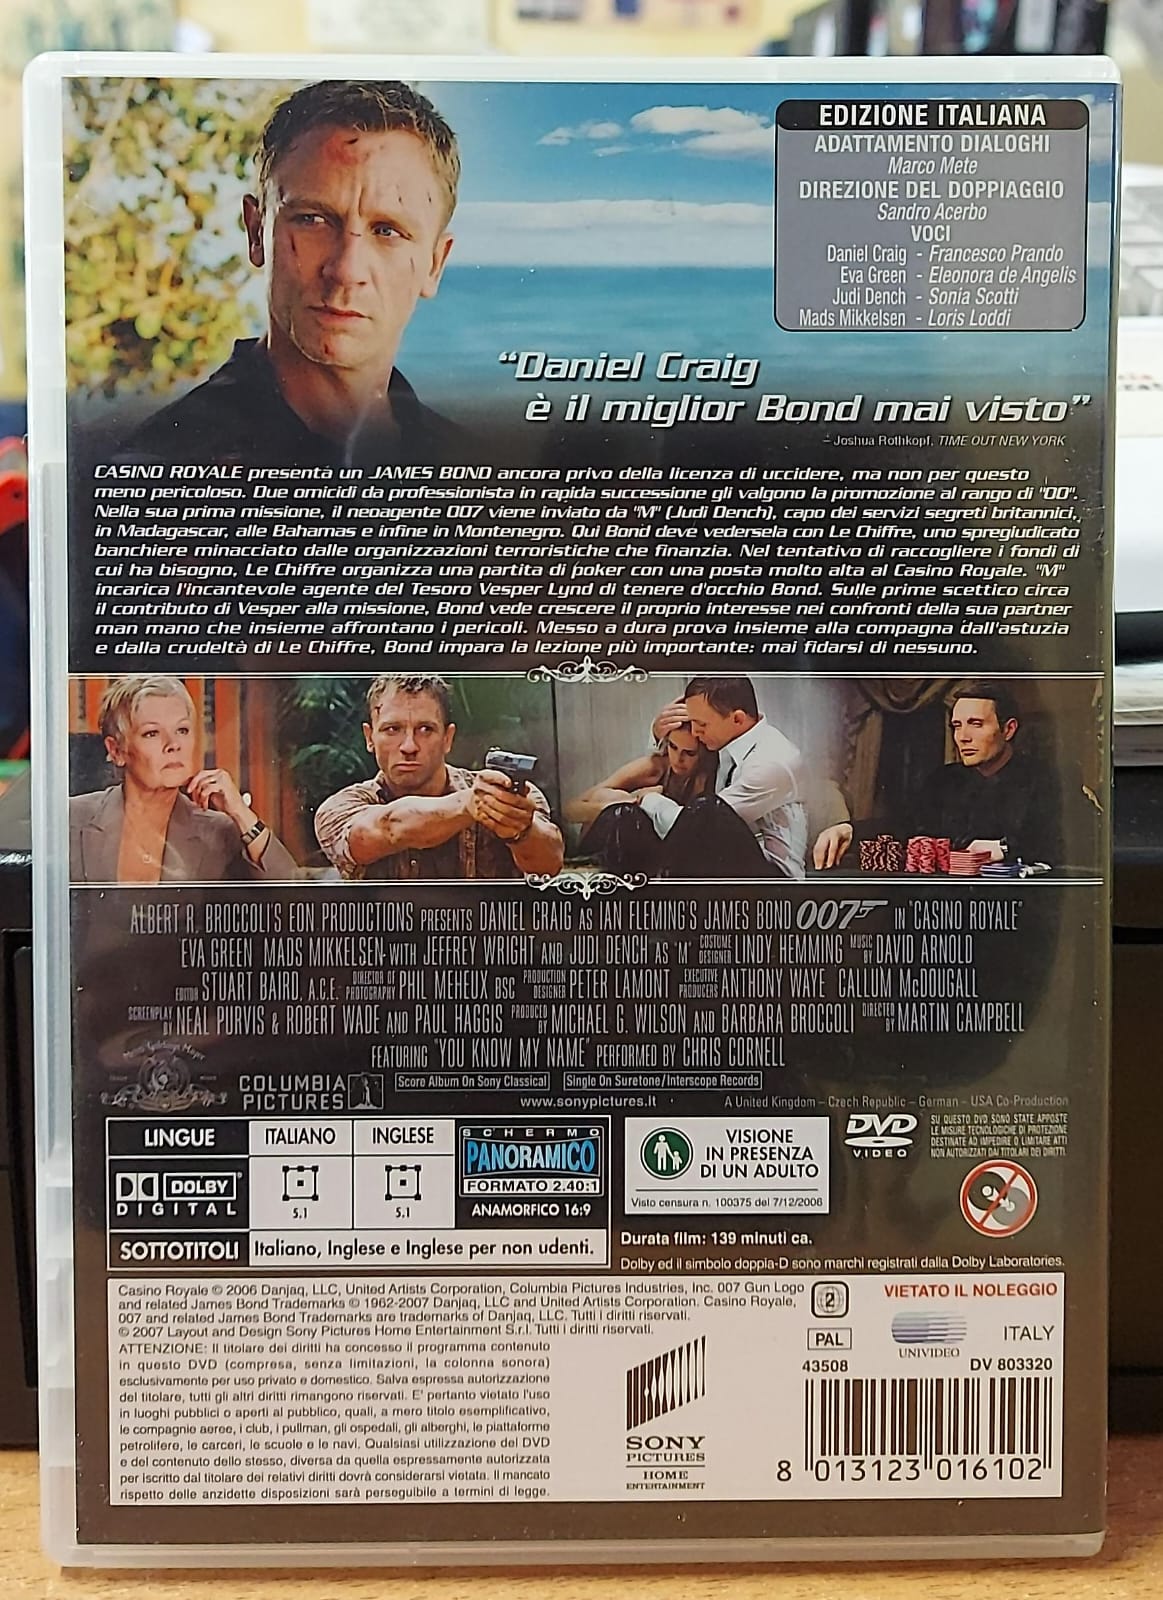 EDIZIONE ITALIANA
ADATTAMENTO DIALOGHI
Marco Mete
DIREZIONE DEL DOPPIAGGIO
Sandro Acerbo
VOCI
Daniel Craig - Francesco Prando
Eva Green - Eleonora de Angelis
Judi Dench - Sonia Scotti
Mads Mikkelsen - Loris Loddi
“Daniel Craig
è il miglior Bond mai visto”
– Joshua Rothkopf, TIME OUT NEW YORK
CASINO ROYALE presenta un JAMES BOND ancora privo della licenza di uccidere, ma non per questo
meno pericoloso. Due omicidi da professionista in rapida successione gli valgono la promozione al rango di "00".
Nella sua prima missione, il neoagente 007 viene inviato da "M" (Judi Dench), capo dei servizi segreti britannici,
in Madagascar, alle Bahamas e infine in Montenegro. Qui Bond deve vedersela con Le Chiffre, uno spregiudicato
banchiere minacciato dalle organizzazioni terroristiche che finanzia. Nel tentativo di raccogliere i fondi di
cui ha bisogno, Le Chiffre organizza una partita di poker con una posta molto alta al Casino Royale. "M"
incarica l'incantevole agente del Tesoro Vesper Lynd di tenere d'occhio Bond. Sulle prime scettico circa
il contributo di Vesper alla missione, Bond vede crescere il proprio interesse nei confronti della sua partner
man mano che insieme affrontano i pericoli. Messo a dura prova insieme alla compagna dall'astuzia
e dalla crudeltà di Le Chiffre, Bond impara la lezione più importante: mai fidarsi di nessuno.
ALBERT R. BROCCOLI'S EON PRODUCTIONS PRESENTS DANIEL CRAIG AS IAN FLEMING'S JAMES BOND 007 IN "CASINO ROYALE"
EVA GREEN MADS MIKKELSEN WITH JEFFREY WRIGHT AND JUDI DENCH AS "M" COSTUME DESIGNER LINDY HEMMING MUSIC BY DAVID ARNOLD
EDITOR STUART BAIRD, A.C.E. DIRECTOR OF PHOTOGRAPHY PHIL MEHEUX BSC PRODUCTION DESIGNER PETER LAMONT EXECUTIVE PRODUCERS ANTHONY WAYE CALLUM McDOUGALL
SCREENPLAY BY NEAL PURVIS & ROBERT WADE AND PAUL HAGGIS PRODUCED BY MICHAEL G. WILSON AND BARBARA BROCCOLI DIRECTED BY MARTIN CAMPBELL
FEATURING "YOU KNOW MY NAME" PERFORMED BY CHRIS CORNELL
Metro Goldwyn Mayer
COLUMBIA
PICTURES
Score Album On Sony Classical Single On Suretone/Interscope Records
www.sonypictures.it
A United Kingdom – Czech Republic – German – USA Co-Production
LINGUE ITALIANO INGLESE
DOLBY
DIGITAL
5.1 5.1
SCHERMO
PANORAMICO
FORMATO 2.40:1
ANAMORFICO 16:9
SOTTOTITOLI Italiano, Inglese e Inglese per non udenti.
VISIONE
IN PRESENZA
DI UN ADULTO
Visto censura n. 100375 del 7/12/2006
DVD
VIDEO
SU QUESTO DVD SONO STATE APPOSTE
LE MISURE TECNOLOGICHE DI PROTEZIONE
DESTINATE AD IMPEDIRE O LIMITARE ATTI
NON AUTORIZZATI DAI TITOLARI DEI DIRITTI.
Durata film: 139 minuti ca.
Dolby ed il simbolo doppia-D sono marchi registrati dalla Dolby Laboratories.
Casino Royale © 2006 Danjaq, LLC, United Artists Corporation, Columbia Pictures Industries, Inc. 007 Gun Logo
and related James Bond Trademarks © 1962-2007 Danjaq, LLC and United Artists Corporation. Casino Royale,
007 and related James Bond Trademarks are trademarks of Danjaq, LLC. Tutti i diritti riservati.
© 2007 Layout and Design Sony Pictures Home Entertainment S.r.l. Tutti i diritti riservati.
ATTENZIONE: Il titolare dei diritti ha concesso il programma contenuto
in questo DVD (compresa, senza limitazioni, la colonna sonora)
esclusivamente per uso privato e domestico. Salva espressa autorizzazione
del titolare, tutti gli altri diritti rimangono riservati. E' pertanto vietato l'uso
in luoghi pubblici o aperti al pubblico, quali, a mero titolo esemplificativo,
le compagnie aeree, i club, i pullman, gli ospedali, gli alberghi, le piattaforme
petrolifere, le carceri, le scuole e le navi. Qualsiasi utilizzazione del DVD
e del contenuto dello stesso, diversa da quella espressamente autorizzata
per iscritto dal titolare dei relativi diritti dovrà considerarsi vietata. Il mancato
rispetto delle anzidette disposizioni sarà perseguibile a termini di legge.
SONY
PICTURES
HOME
ENTERTAINMENT
2
PAL
VIETATO IL NOLEGGIO
UNIVIDEO
ITALY
43508 DV 803320
8 013123 016102